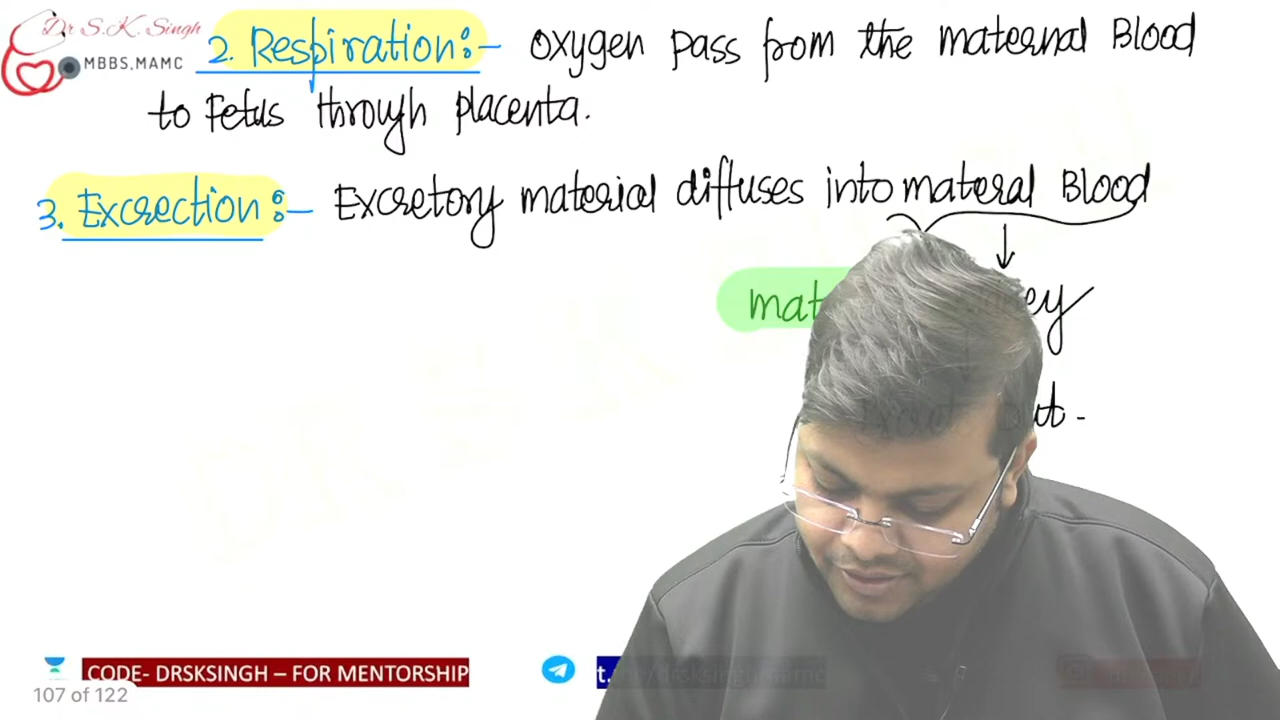 Dr S.K. Singh
MBBS,MAMC
2. Respiration:- Oxygen pass from the maternal Blood
to Fetus through placenta.
3. Excrection:- Excretory material diffuses into materal Blood
CODE- DRSKSINGH – FOR MENTORSHIP
107 of 122